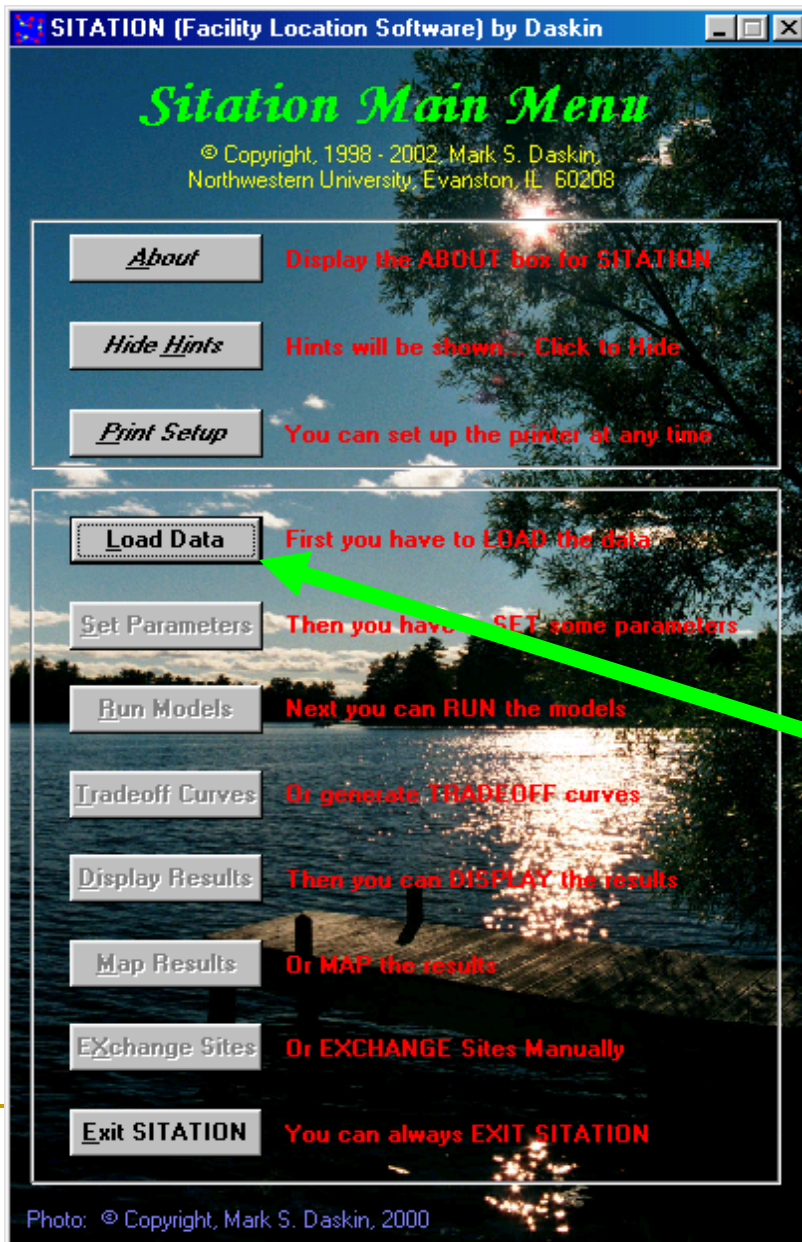 SITATION (Facility Location Software) by Daskin
Sitation Main Menu
© Copyright, 1998 - 2002, Mark S. Daskin,
Northwestern University, Evanston, IL 60208
About Display the ABOUT box for SITATION
Hide Hints Hints will be shown... Click to Hide
Print Setup You can set up the printer at any time
Load Data First you have to LOAD the data
Set Parameters Then you have SET some parameters
Run Models Next you can RUN the models
Tradeoff Curves Or generate TRADEOFF curves
Display Results Then you can DISPLAY the results
Map Results Or MAP the results
EXchange Sites Or EXCHANGE Sites Manually
Exit SITATION You can always EXIT SITATION
Photo: © Copyright, Mark S. Daskin, 2000